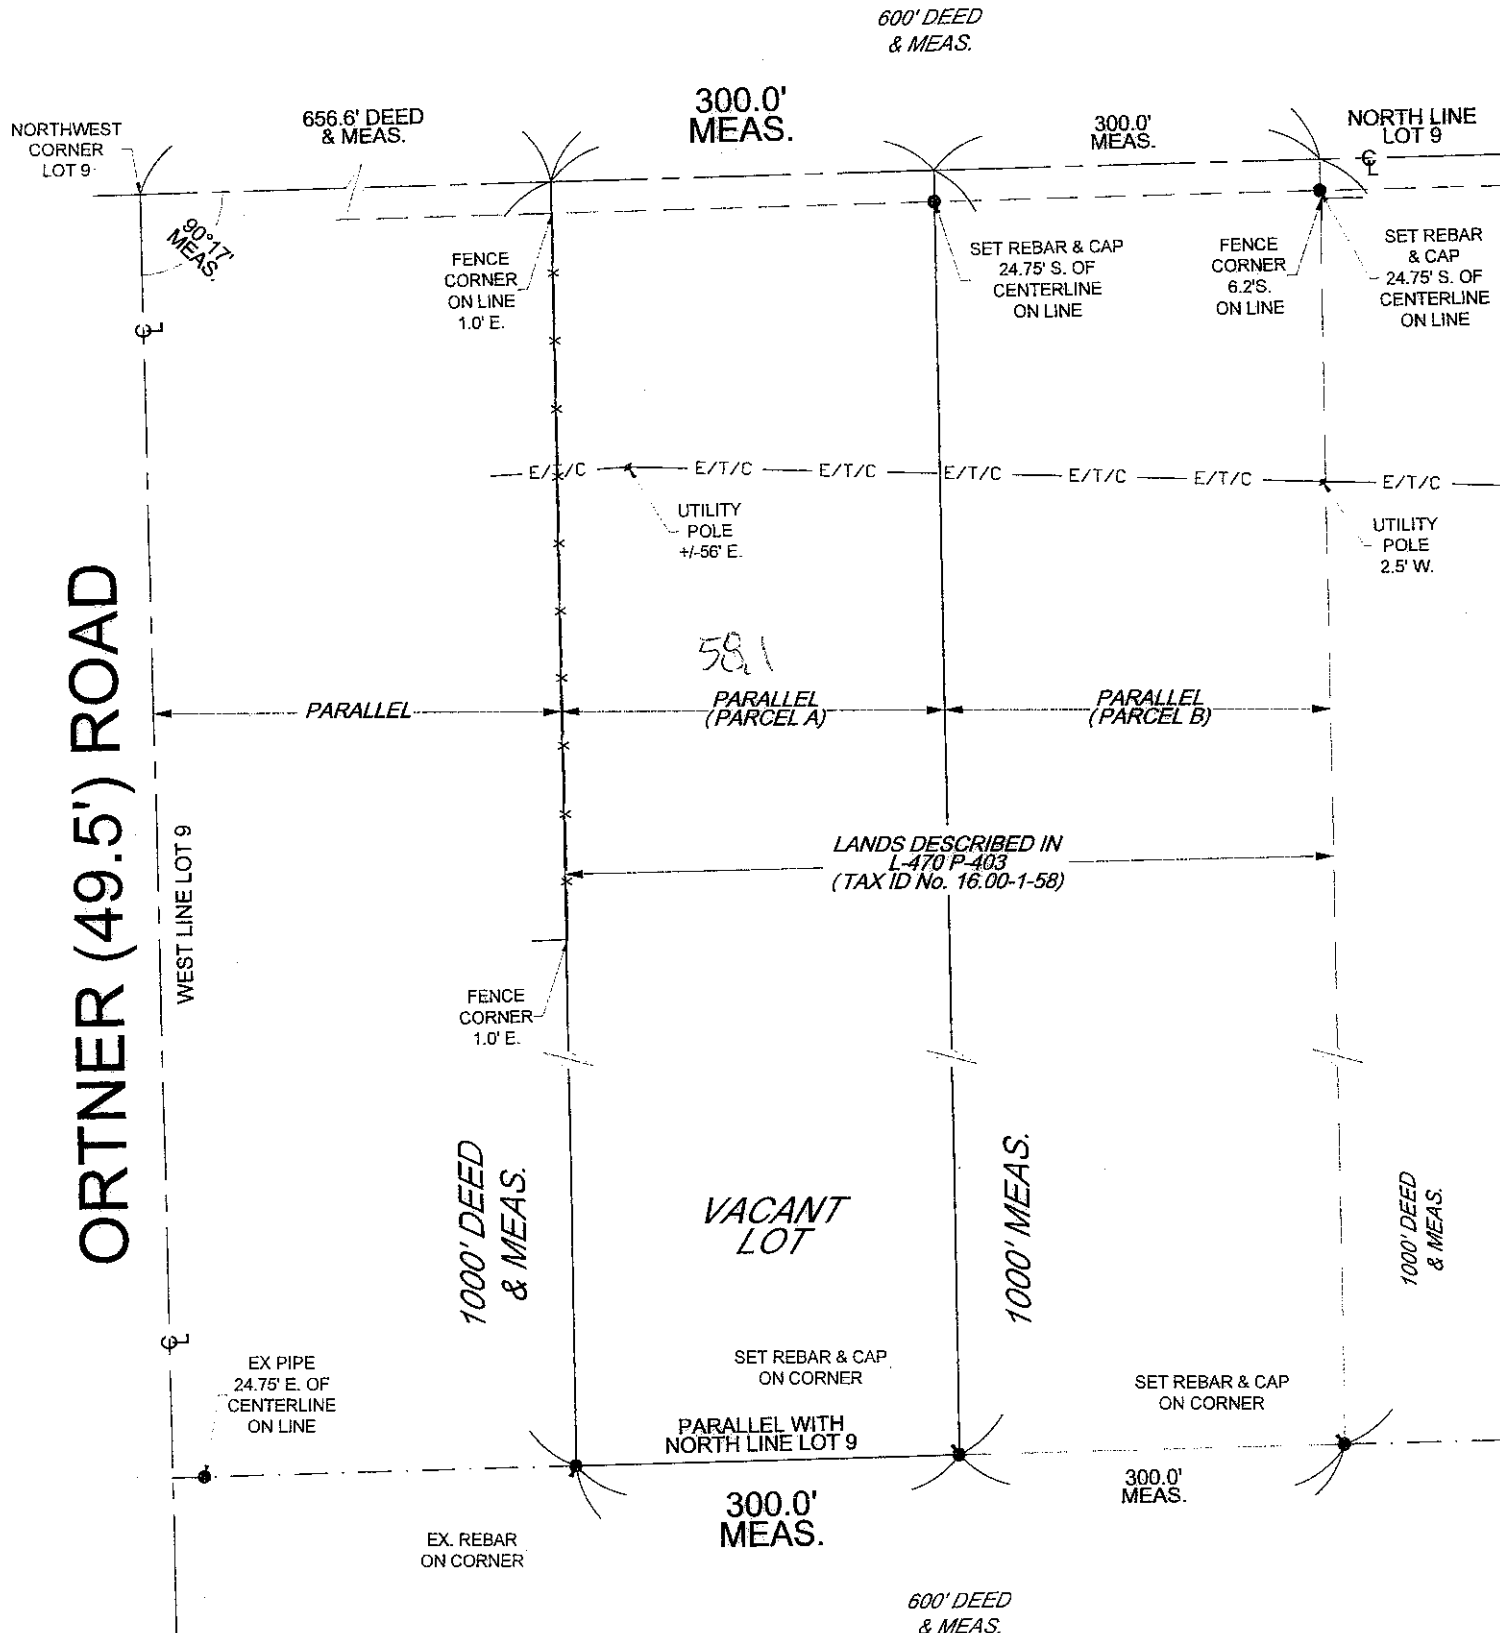 600' DEED
& MEAS.
300.0'
MEAS.
656.6' DEED
& MEAS.
300.0'
MEAS.
NORTH LINE
LOT 9
NORTHWEST
CORNER
LOT 9
℄
90°17'
MEAS.
FENCE
CORNER
ON LINE
1.0' E.
SET REBAR & CAP
24.75' S. OF
CENTERLINE
ON LINE
FENCE
CORNER
6.2'S.
ON LINE
SET REBAR
& CAP
24.75' S. OF
CENTERLINE
ON LINE
℄
E/T/C E/T/C E/T/C E/T/C E/T/C E/T/C E/T/C
UTILITY
POLE
+/-56' E.
UTILITY
POLE
2.5' W.
58.1
PARALLEL
PARALLEL
(PARCEL A)
PARALLEL
(PARCEL B)
ORTNER (49.5') ROAD
WEST LINE LOT 9
LANDS DESCRIBED IN
L-470 P-403
(TAX ID No. 16.00-1-58)
FENCE
CORNER
1.0' E.
1000' DEED
& MEAS.
VACANT
LOT
1000' MEAS.
1000' DEED
& MEAS.
℄
EX PIPE
24.75' E. OF
CENTERLINE
ON LINE
SET REBAR & CAP
ON CORNER
SET REBAR & CAP
ON CORNER
PARALLEL WITH
NORTH LINE LOT 9
300.0'
MEAS.
300.0'
MEAS.
EX. REBAR
ON CORNER
600' DEED
& MEAS.